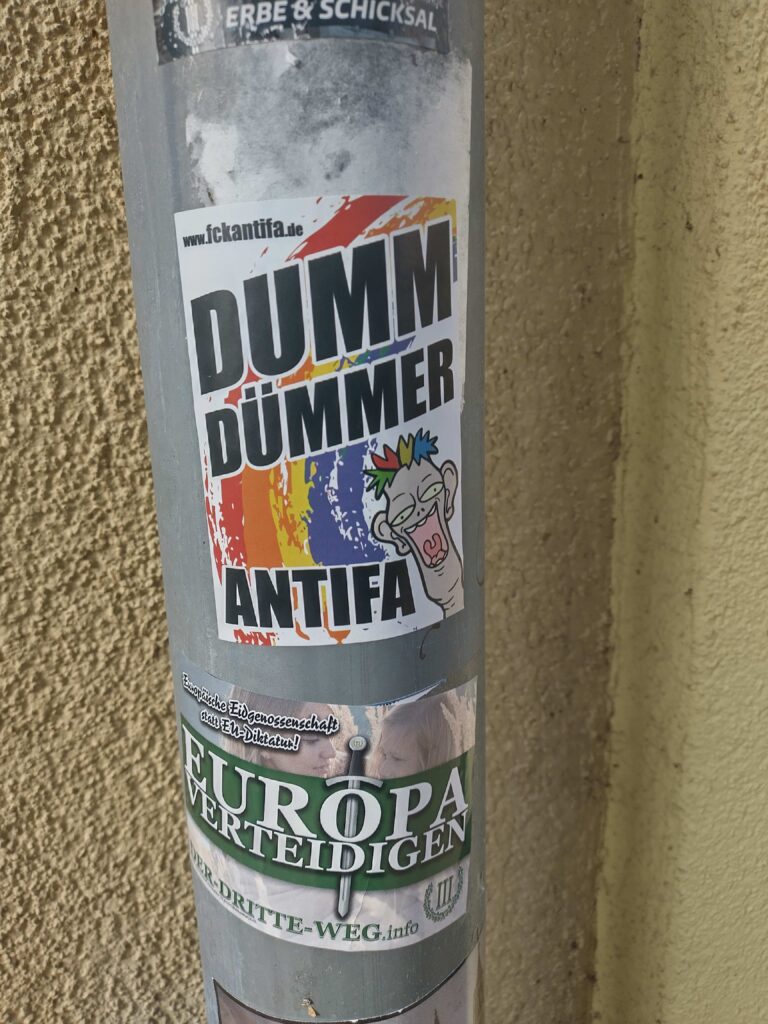 ERBE & SCHICKSAL
www.fckantifa.de
DUMM
DÜMMER
ANTIFA
Europäische Eidgenossenschaft
statt EU-Diktatur!
EUROPA
VERTEIDIGEN
DER-DRITTE-WEG.info
III